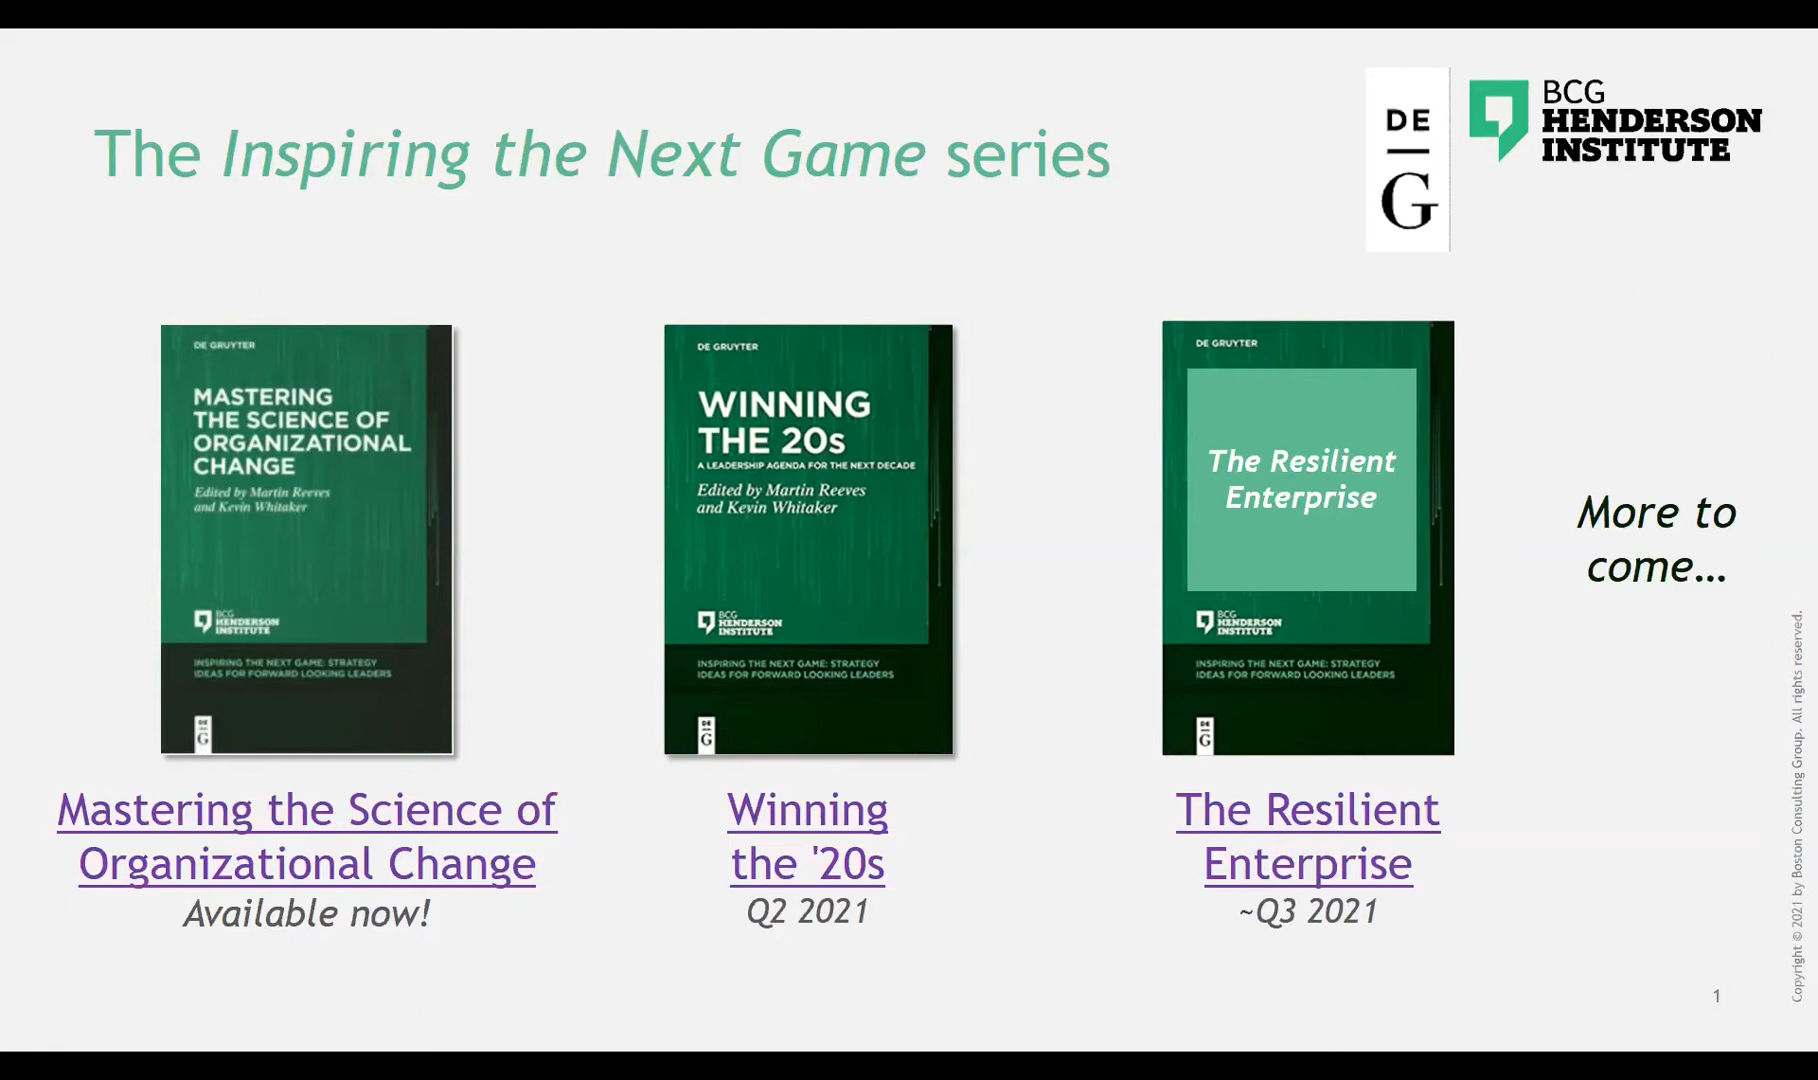 The Inspiring the Next Game series
DE
G
BCG
HENDERSON
INSTITUTE
DE GRUYTER
MASTERING
THE SCIENCE OF
ORGANIZATIONAL
CHANGE
Edited by Martin Reeves
and Kevin Whitaker
BCG
HENDERSON
INSTITUTE
INSPIRING THE NEXT GAME: STRATEGY
IDEAS FOR FORWARD LOOKING LEADERS
DE
G
Mastering the Science of
Organizational Change
Available now!
DE GRUYTER
WINNING
THE 20s
A LEADERSHIP AGENDA FOR THE NEXT DECADE
Edited by Martin Reeves
and Kevin Whitaker
BCG
HENDERSON
INSTITUTE
INSPIRING THE NEXT GAME: STRATEGY
IDEAS FOR FORWARD LOOKING LEADERS
DE
G
Winning
the '20s
Q2 2021
DE GRUYTER
The Resilient
Enterprise
BCG
HENDERSON
INSTITUTE
INSPIRING THE NEXT GAME: STRATEGY
IDEAS FOR FORWARD LOOKING LEADERS
DE
G
The Resilient
Enterprise
~Q3 2021
More to
come…
Copyright © 2021 by Boston Consulting Group. All rights reserved.
1